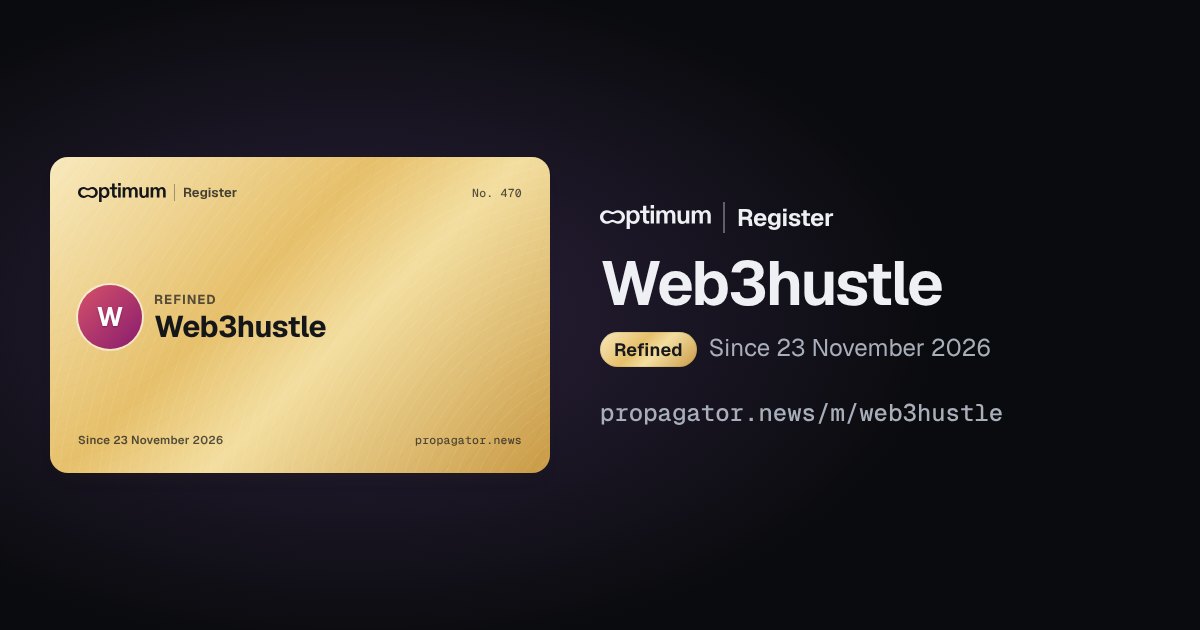 optimum | Register
No. 470
W
REFINED
Web3hustle
Since 23 November 2026
propagator.news
optimum | Register
Web3hustle
Refined
Since 23 November 2026
propagator.news/m/web3hustle